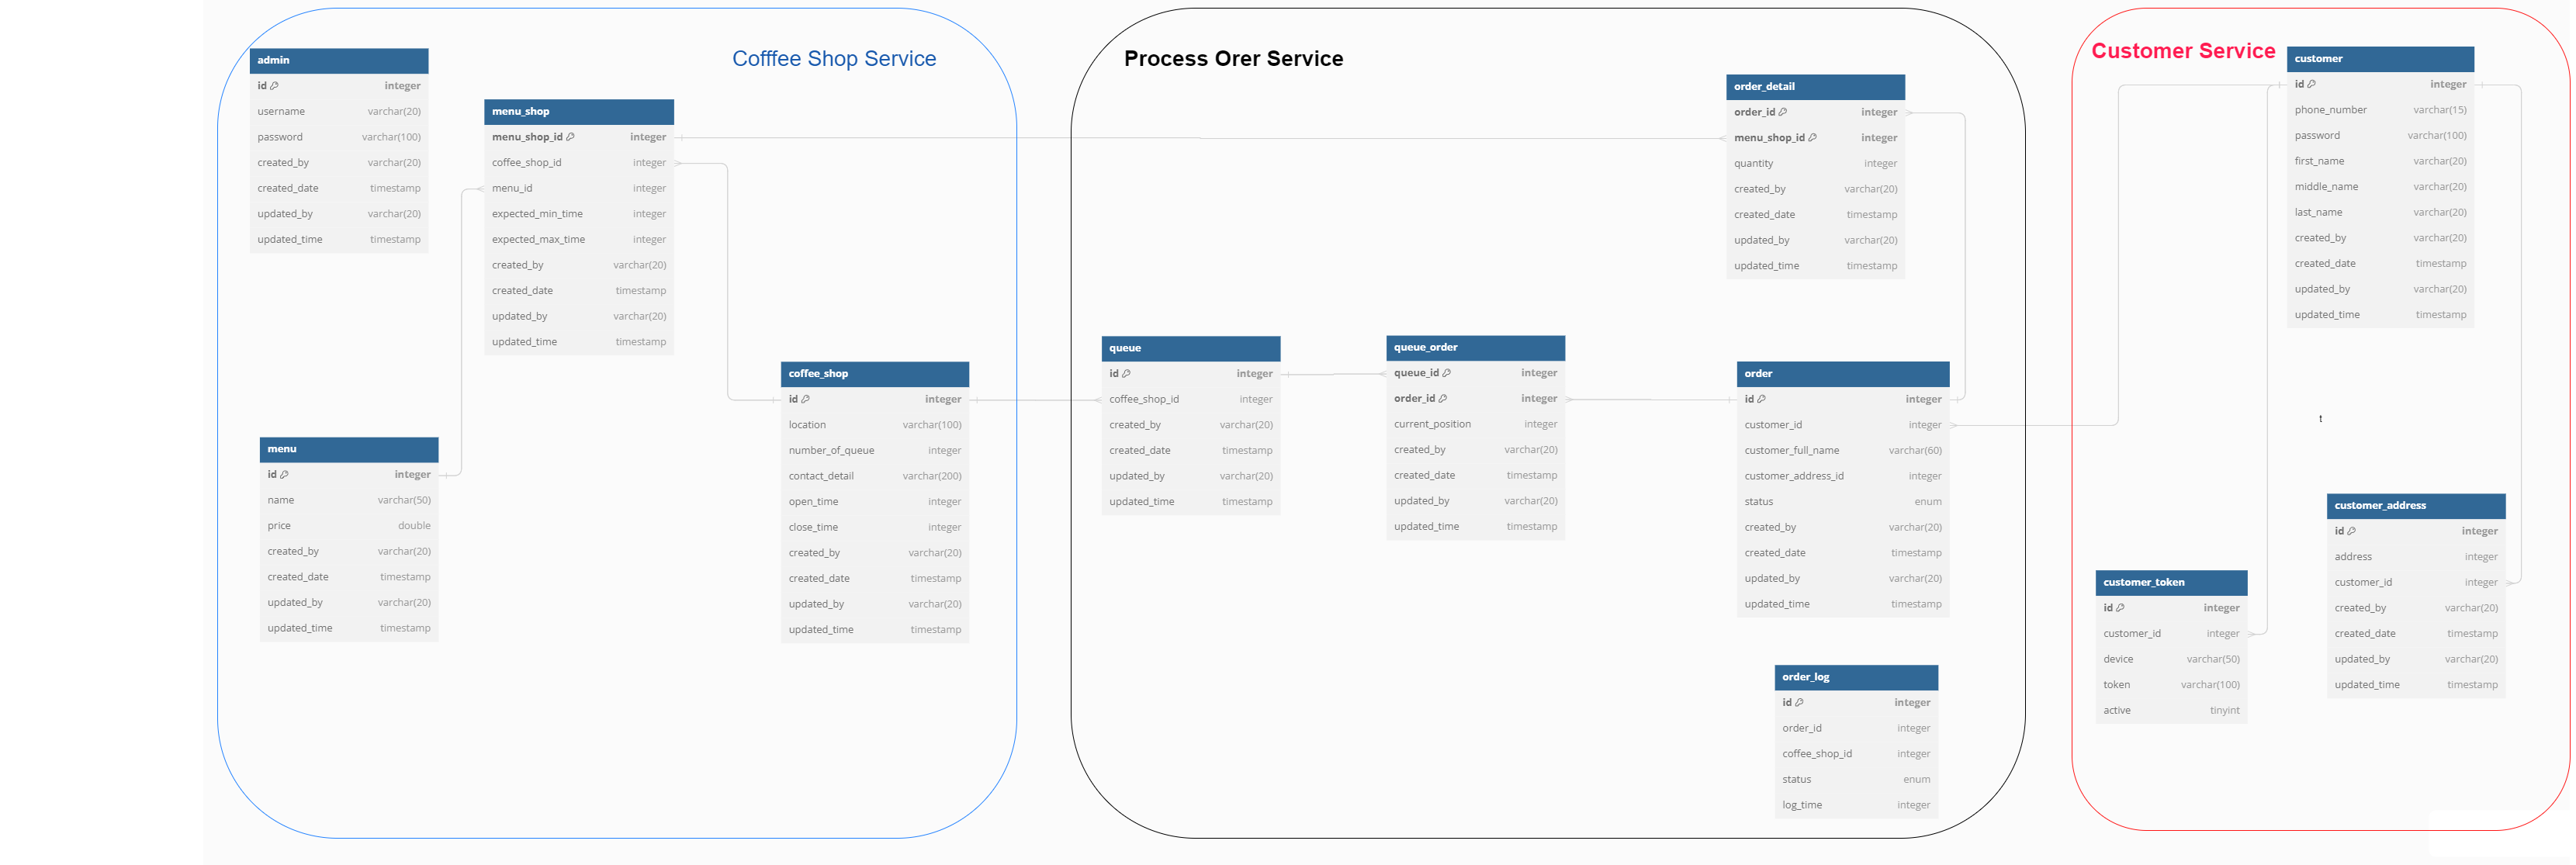 Cofffee Shop Service
admin
id integer
username varchar(20)
password varchar(100)
created_by varchar(20)
created_date timestamp
updated_by varchar(20)
updated_time timestamp
menu_shop
menu_shop_id integer
coffee_shop_id integer
menu_id integer
expected_min_time integer
expected_max_time integer
created_by varchar(20)
created_date timestamp
updated_by varchar(20)
updated_time timestamp
menu
id integer
name varchar(50)
price double
created_by varchar(20)
created_date timestamp
updated_by varchar(20)
updated_time timestamp
coffee_shop
id integer
location varchar(100)
number_of_queue integer
contact_detail varchar(200)
open_time integer
close_time integer
created_by varchar(20)
created_date timestamp
updated_by varchar(20)
updated_time timestamp
Process Orer Service
queue
id integer
coffee_shop_id integer
created_by varchar(20)
created_date timestamp
updated_by varchar(20)
updated_time timestamp
queue_order
queue_id integer
order_id integer
current_position integer
created_by varchar(20)
created_date timestamp
updated_by varchar(20)
updated_time timestamp
order_detail
order_id integer
menu_shop_id integer
quantity integer
created_by varchar(20)
created_date timestamp
updated_by varchar(20)
updated_time timestamp
order
id integer
customer_id integer
customer_full_name varchar(60)
customer_address_id integer
status enum
created_by varchar(20)
created_date timestamp
updated_by varchar(20)
updated_time timestamp
order_log
id integer
order_id integer
coffee_shop_id integer
status enum
log_time integer
Customer Service
customer
id integer
phone_number varchar(15)
password varchar(100)
first_name varchar(20)
middle_name varchar(20)
last_name varchar(20)
created_by varchar(20)
created_date timestamp
updated_by varchar(20)
updated_time timestamp
t
customer_address
id integer
address integer
customer_id integer
created_by varchar(20)
created_date timestamp
updated_by varchar(20)
updated_time timestamp
customer_token
id integer
customer_id integer
device varchar(50)
token varchar(100)
active tinyint